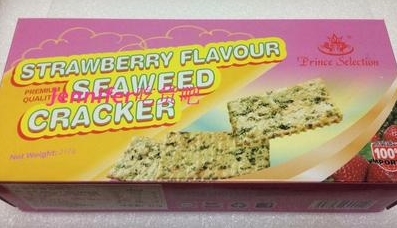 STRAWBERRY FLAVOUR
PREMIUM QUALITY
SEAWEED
CRACKER
Net Weight:
Prince Selection
100%